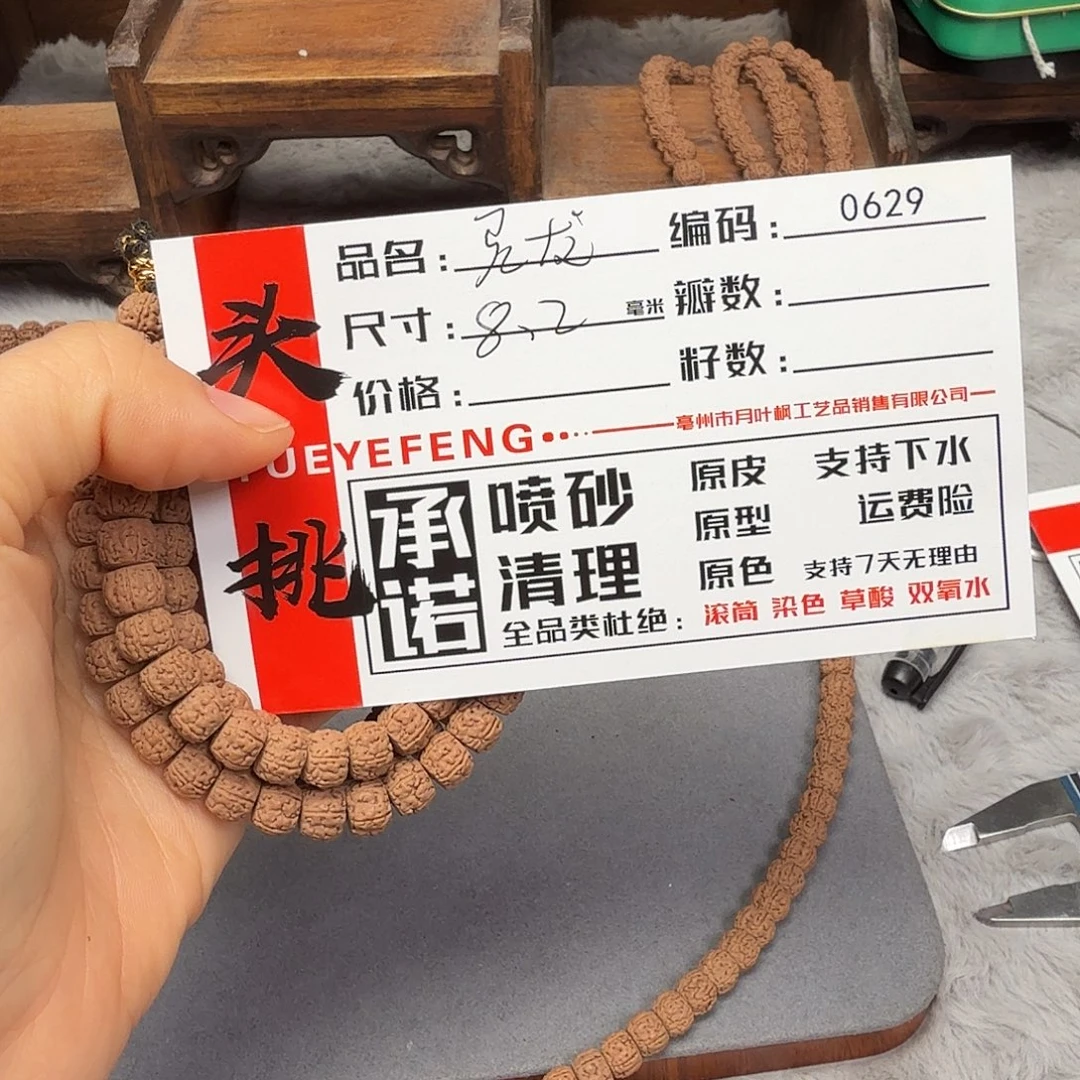 头挑
品名：灵龙
编码：0629
尺寸：8.2毫米
瓣数：
价格：
籽数：
亳州市月叶枫工艺品销售有限公司
YUEYEFENG
承诺
喷砂清理
原皮 支持下水
原型 运费险
原色 支持7天无理由
全品类杜绝：滚筒 染色 草酸 双氧水